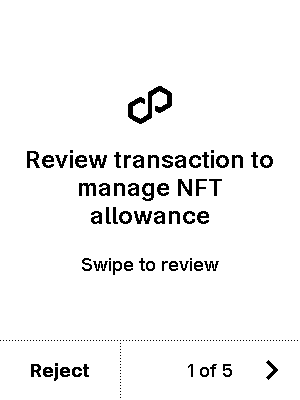 Review transaction to
manage NFT
allowance
Swipe to review
Reject
1 of 5